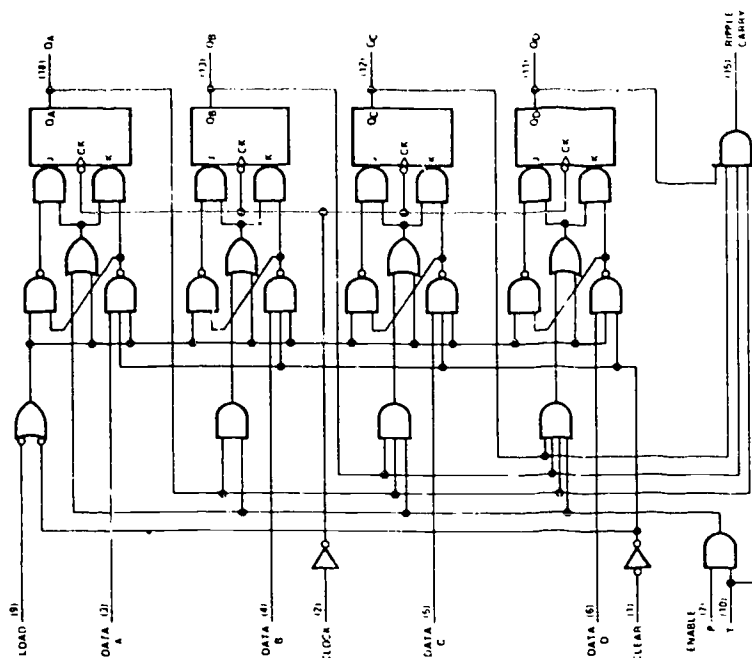 (18) QA
(13) QB
(12) QC
(11) QD
(15) RIPPLE CARRY
QA
J
CK
K
QB
J
CK
K
QC
J
CK
K
QD
J
CK
K
LOAD (9)
DATA A (3)
DATA B (4)
CLOCK (2)
DATA C (5)
DATA D (6)
CLEAR (1)
ENABLE
P (7)
T (10)